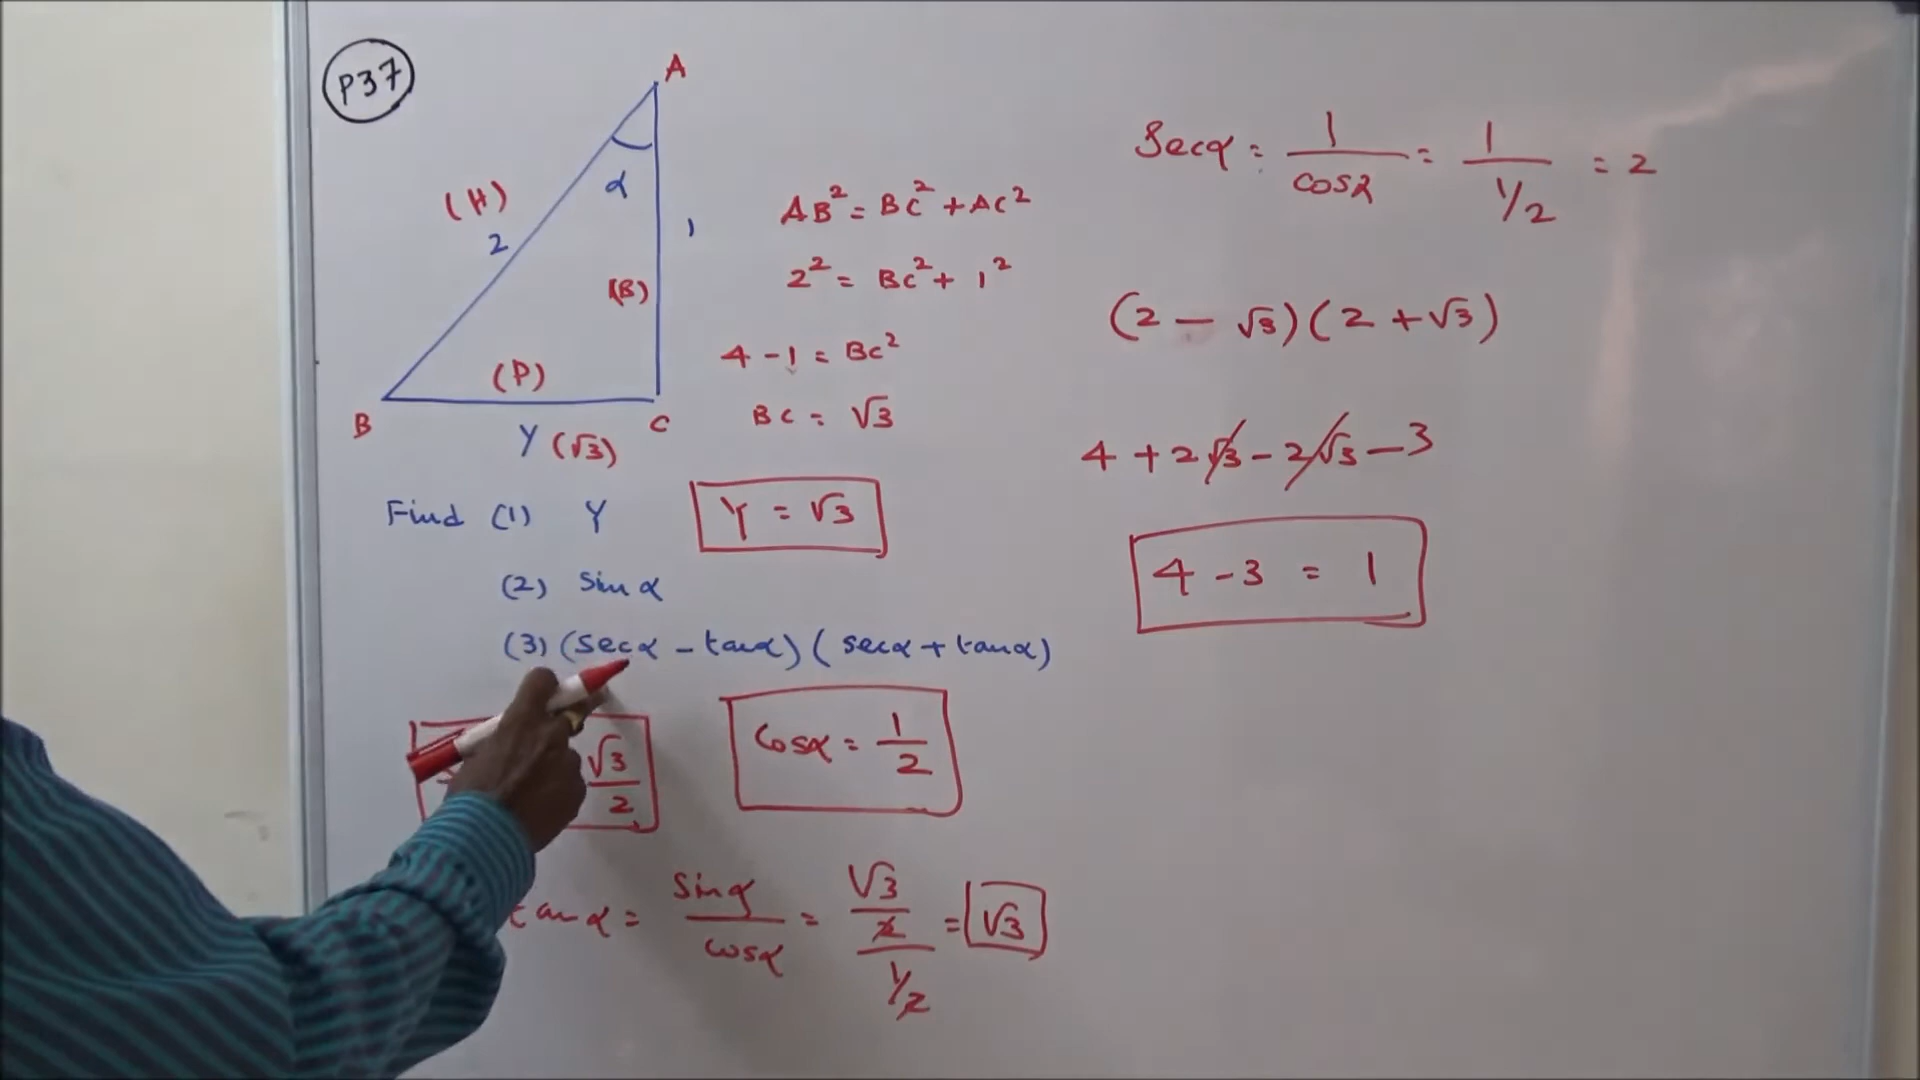 P37
A
α
(H)
2
1
(B)
(P)
B
C
Y (√3)
AB² = BC² + AC²
2² = BC² + 1²
4 - 1 = BC²
BC = √3
Find (1) Y
Y = √3
(2) Sin α
(3) (Secα - tanα) ( secα + tanα)
√3/2
Cosα = 1/2
tanα = Sinα/cosα = (√3/2)/(1/2) = √3
Secα = 1/cosα = 1/(1/2) = 2
(2 - √3) (2 + √3)
4 + 2√3 - 2√3 - 3
4 - 3 = 1